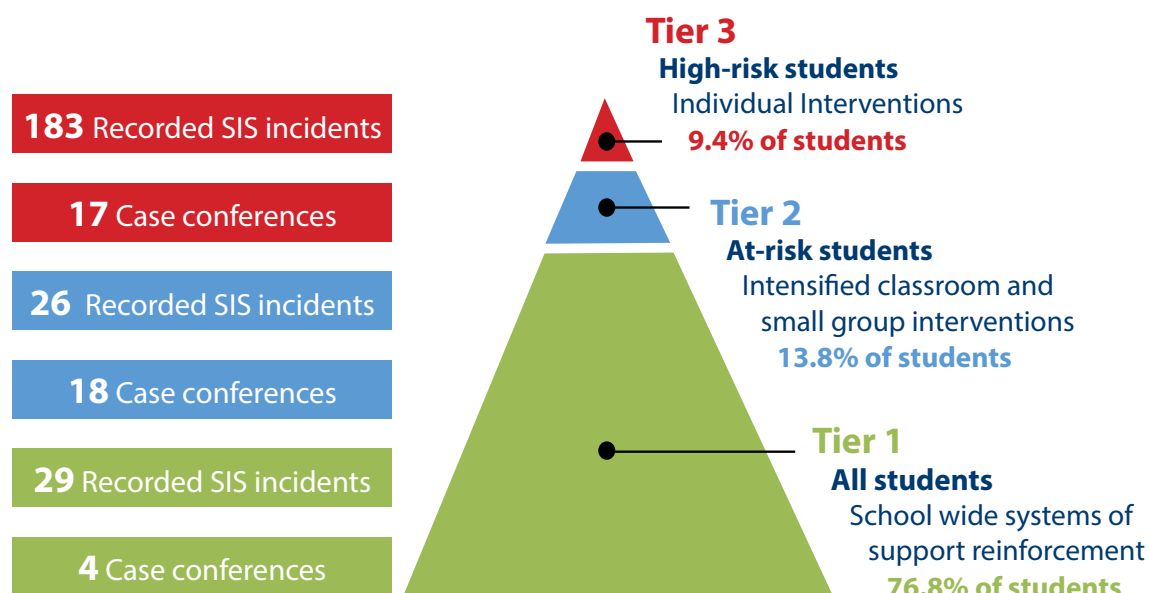 Tier 3
High-risk students
Individual Interventions
9.4% of students
183 Recorded SIS incidents
17 Case conferences
Tier 2
At-risk students
Intensified classroom and
small group interventions
13.8% of students
26 Recorded SIS incidents
18 Case conferences
Tier 1
All students
School wide systems of
support reinforcement
76.8% of students
29 Recorded SIS incidents
4 Case conferences